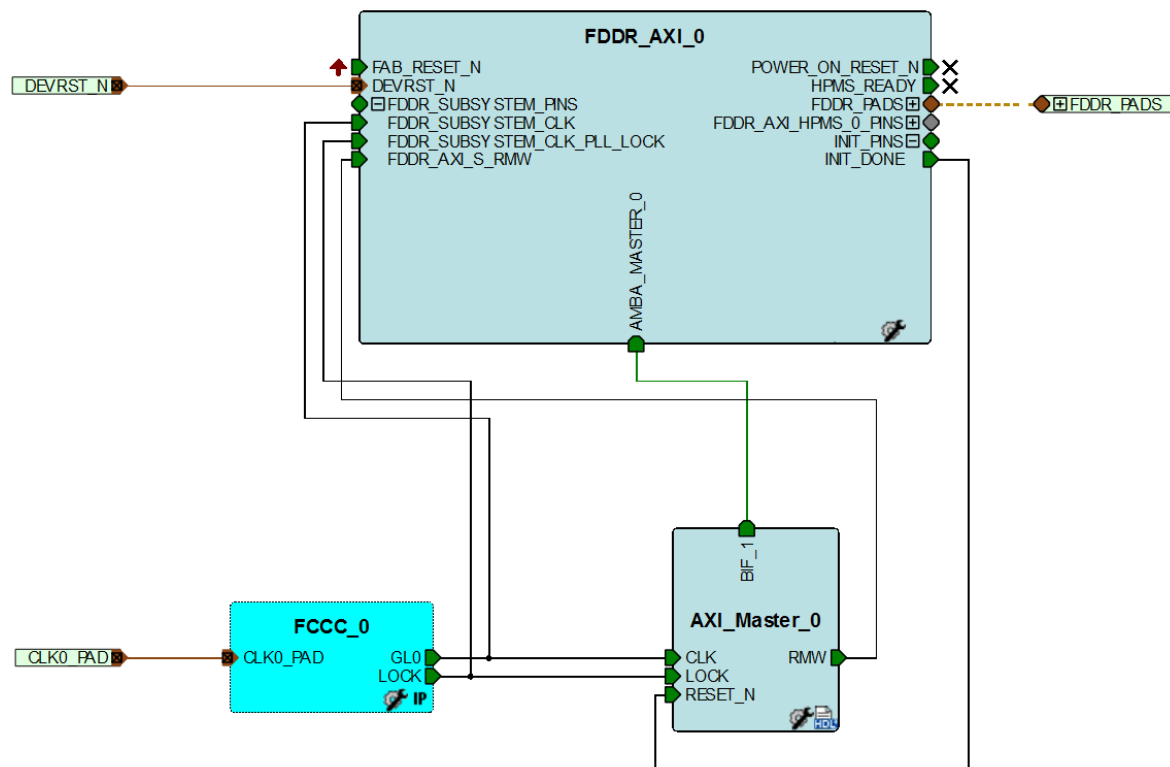 FDDR_AXI_0
FAB_RESET_N
POWER_ON_RESET_N
DEVRST_N
DEVRST_N
HPMS_READY
FDDR_SUBSYSTEM_PINS
FDDR_PADS
FDDR_PADS
FDDR_SUBSYSTEM_CLK
FDDR_AXI_HPMS_0_PINS
FDDR_SUBSYSTEM_CLK_PLL_LOCK
INIT_PINS
FDDR_AXI_S_RMW
INIT_DONE
AMBA_MASTER_0
BIF_1
FCCC_0
AXI_Master_0
CLK0_PAD
CLK0_PAD
GL0
CLK
RMW
LOCK
LOCK
RESET_N
IP
HDL